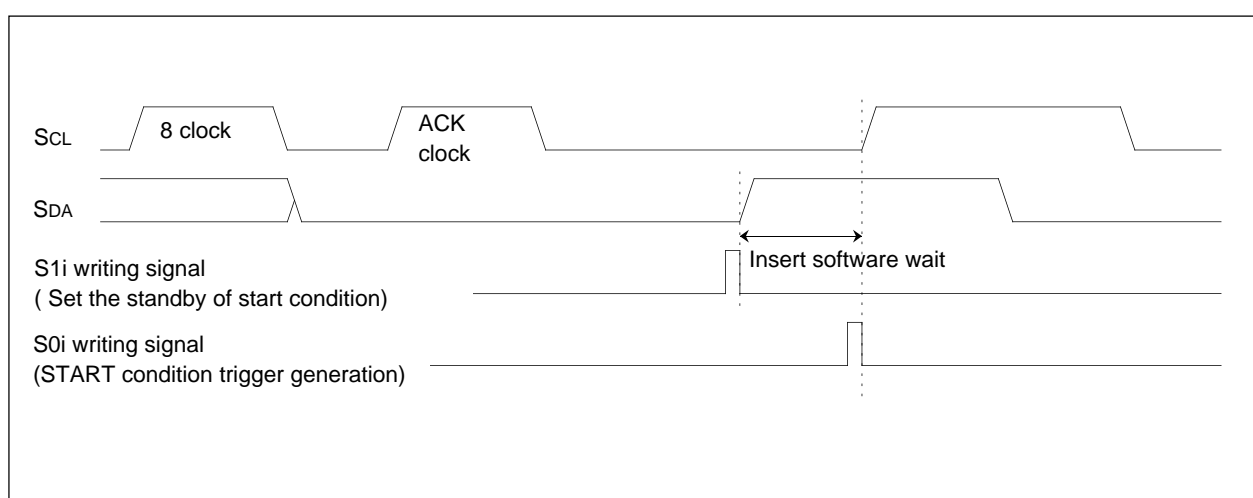 SCL
8 clock
ACK
clock
SDA
Insert software wait
S1i writing signal
( Set the standby of start condition)
S0i writing signal
(START condition trigger generation)